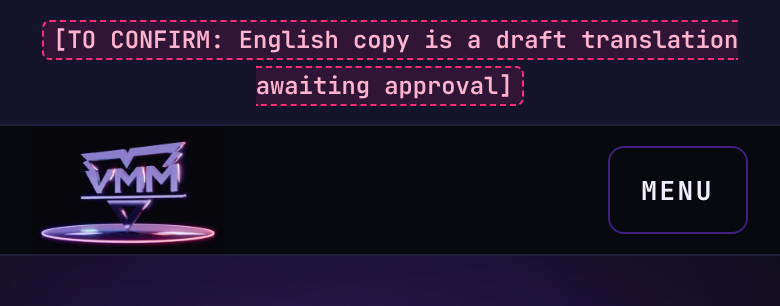 [TO CONFIRM: English copy is a draft translation
awaiting approval]
VMM
MENU